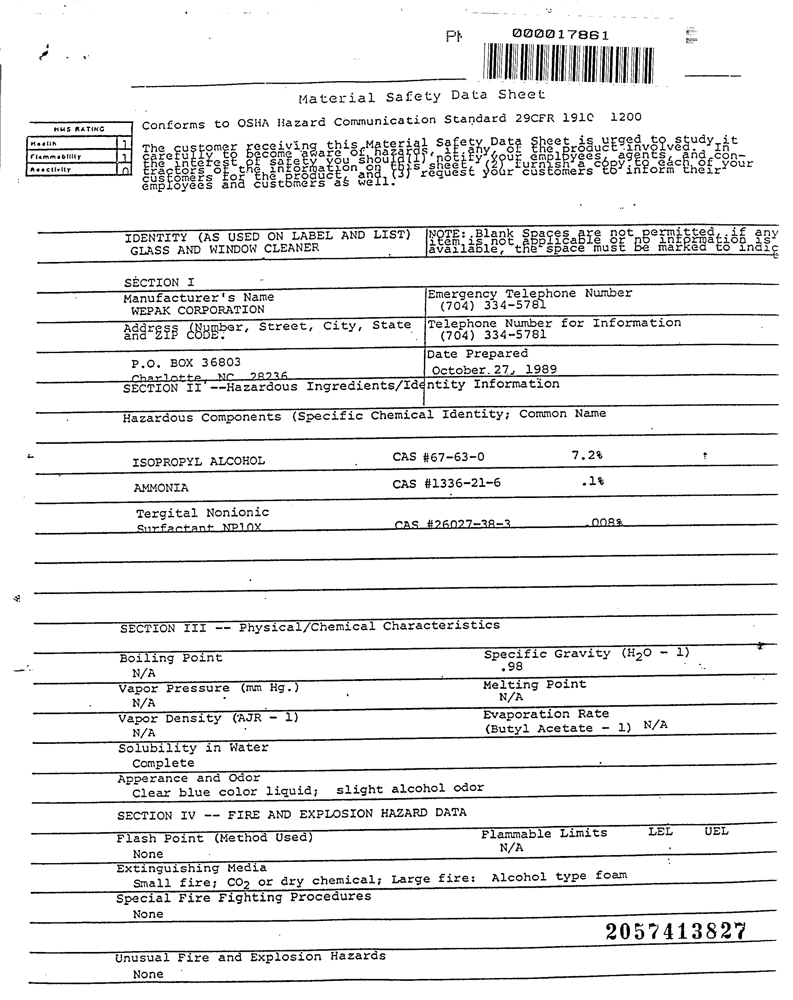 000017861
Material Safety Data Sheet
Conforms to OSHA Hazard Communication Standard 29CFR 1910 1200
HMS RATING
Health 1
Flammability 1
Reactivity 0
The customer receiving this Material Safety Data Sheet is urged to study it
carefully to become aware of hazards, if any, of the product involved. In
the interest of safety you should (1) notify your employees, agents, and con-
tractors of the information on this sheet, (2) furnish a copy to each of your
customers for the product, and (3) request your customers to inform their
employees and customers as well.
IDENTITY (AS USED ON LABEL AND LIST)
GLASS AND WINDOW CLEANER
NOTE: Blank Spaces are not permitted, if any
item is not applicable or no information is
available, the space must be marked to indic
SECTION I
Manufacturer's Name
WEPAK CORPORATION
Emergency Telephone Number
(704) 334-5781
Address (Number, Street, City, State
and ZIP CODE.
Telephone Number for Information
(704) 334-5781
P.O. BOX 36803
Charlotte, NC 28236
Date Prepared
October 27, 1989
SECTION II --Hazardous Ingredients/Identity Information
Hazardous Components (Specific Chemical Identity; Common Name
ISOPROPYL ALCOHOL CAS #67-63-0 7.2%
AMMONIA CAS #1336-21-6 .1%
Tergital Nonionic
Surfactant NP10X CAS #26027-38-3 .008%
SECTION III -- Physical/Chemical Characteristics
Boiling Point
N/A
Specific Gravity (H2O - 1)
.98
Vapor Pressure (mm Hg.)
N/A
Melting Point
N/A
Vapor Density (AJR - 1)
N/A
Evaporation Rate
(Butyl Acetate - 1) N/A
Solubility in Water
Complete
Apperance and Odor
Clear blue color liquid; slight alcohol odor
SECTION IV -- FIRE AND EXPLOSION HAZARD DATA
Flash Point (Method Used)
None
Flammable Limits LEL UEL
N/A
Extinguishing Media
Small fire; CO2 or dry chemical; Large fire: Alcohol type foam
Special Fire Fighting Procedures
None
2057413827
Unusual Fire and Explosion Hazards
None